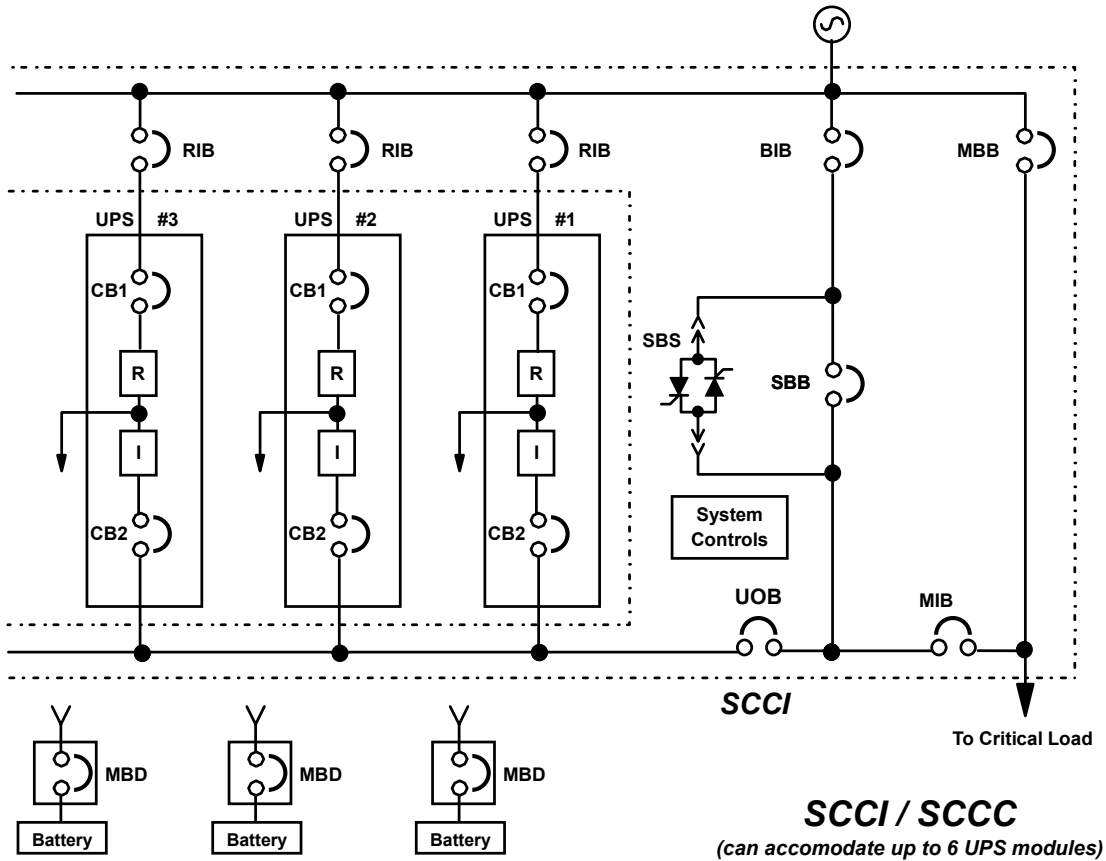 RIB
RIB
RIB
BIB
MBB
UPS #3
UPS #2
UPS #1
CB1
CB1
CB1
SBS
R
R
R
SBB
I
I
I
CB2
CB2
CB2
System
Controls
UOB
MIB
SCCI
To Critical Load
MBD
MBD
MBD
Battery
Battery
Battery
SCCI / SCCC
(can accomodate up to 6 UPS modules)